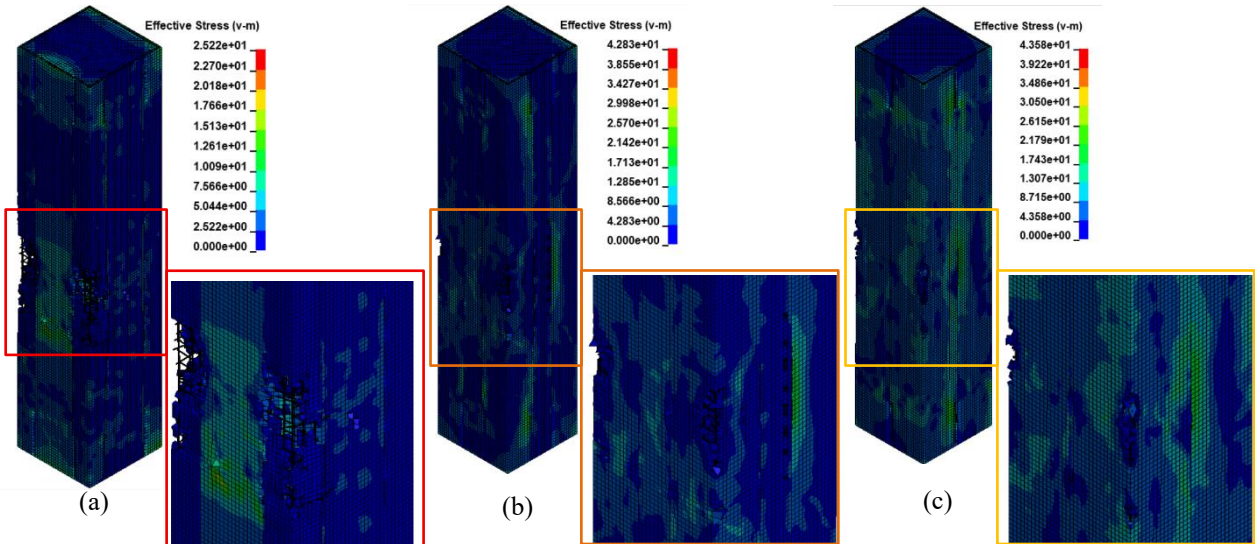 Effective Stress (v-m)
2.522e+01
2.270e+01
2.018e+01
1.766e+01
1.513e+01
1.261e+01
1.009e+01
7.566e+00
5.044e+00
2.522e+00
0.000e+00
(a)
Effective Stress (v-m)
4.283e+01
3.855e+01
3.427e+01
2.998e+01
2.570e+01
2.142e+01
1.713e+01
1.285e+01
8.566e+00
4.283e+00
0.000e+00
(b)
Effective Stress (v-m)
4.358e+01
3.922e+01
3.486e+01
3.050e+01
2.615e+01
2.179e+01
1.743e+01
1.307e+01
8.715e+00
4.358e+00
0.000e+00
(c)